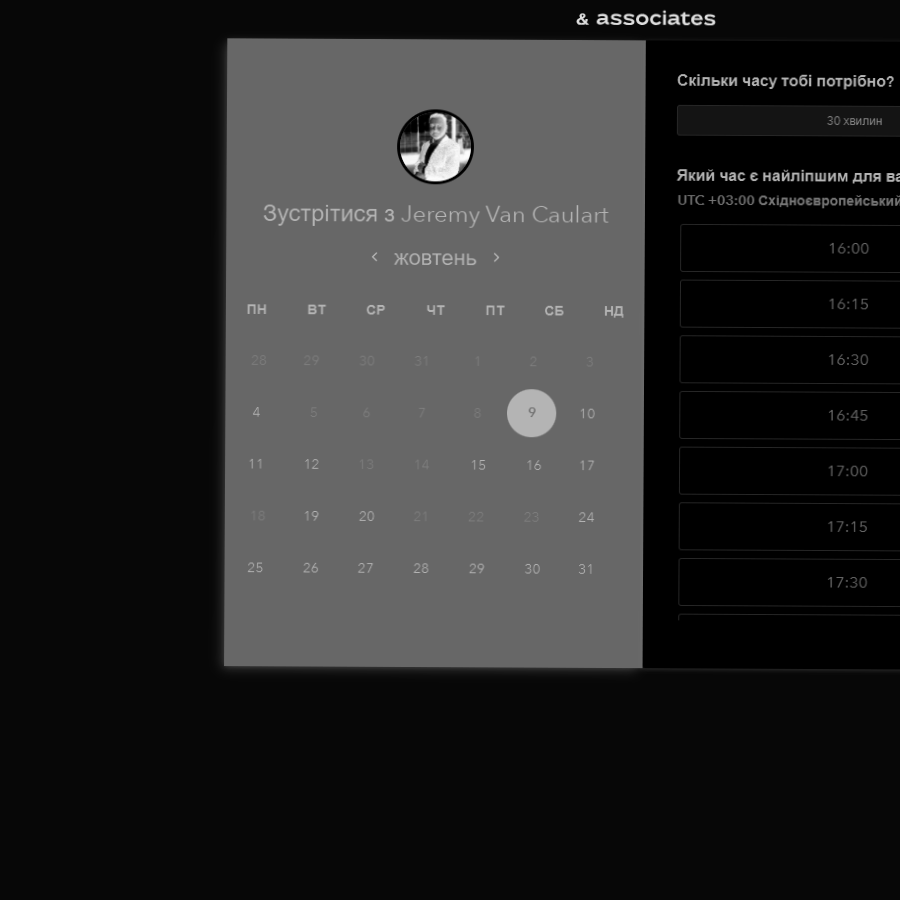 & associates
Зустрітися з Jeremy Van Caulart
жовтень
ПН ВТ СР ЧТ ПТ СБ НД
28 29 30 31 1 2 3
4 5 6 7 8 9 10
11 12 13 14 15 16 17
18 19 20 21 22 23 24
25 26 27 28 29 30 31
Скільки часу тобі потрібно?
30 хвилин
Який час є найліпшим для ва
UTC +03:00 Східноєвропейський
16:00
16:15
16:30
16:45
17:00
17:15
17:30